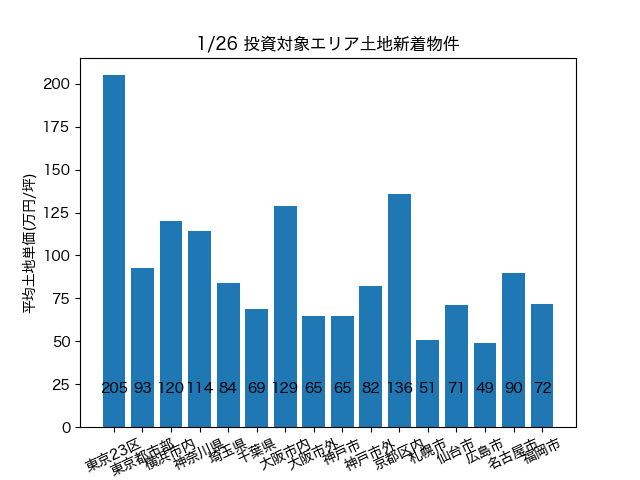 1/26 投資対象エリア土地新着物件
平均土地単価(万円/坪)
200
175
150
125
100
75
50
25
0
205 93 120 114 84 69 129 65 65 82 136 51 71 49 90 72
東京23区 東京都市部 横浜市内 神奈川県 埼玉県 千葉県 大阪市内 大阪市外 神戸市 神戸市外 京都区内 札幌市 仙台市 広島市 名古屋市 福岡市